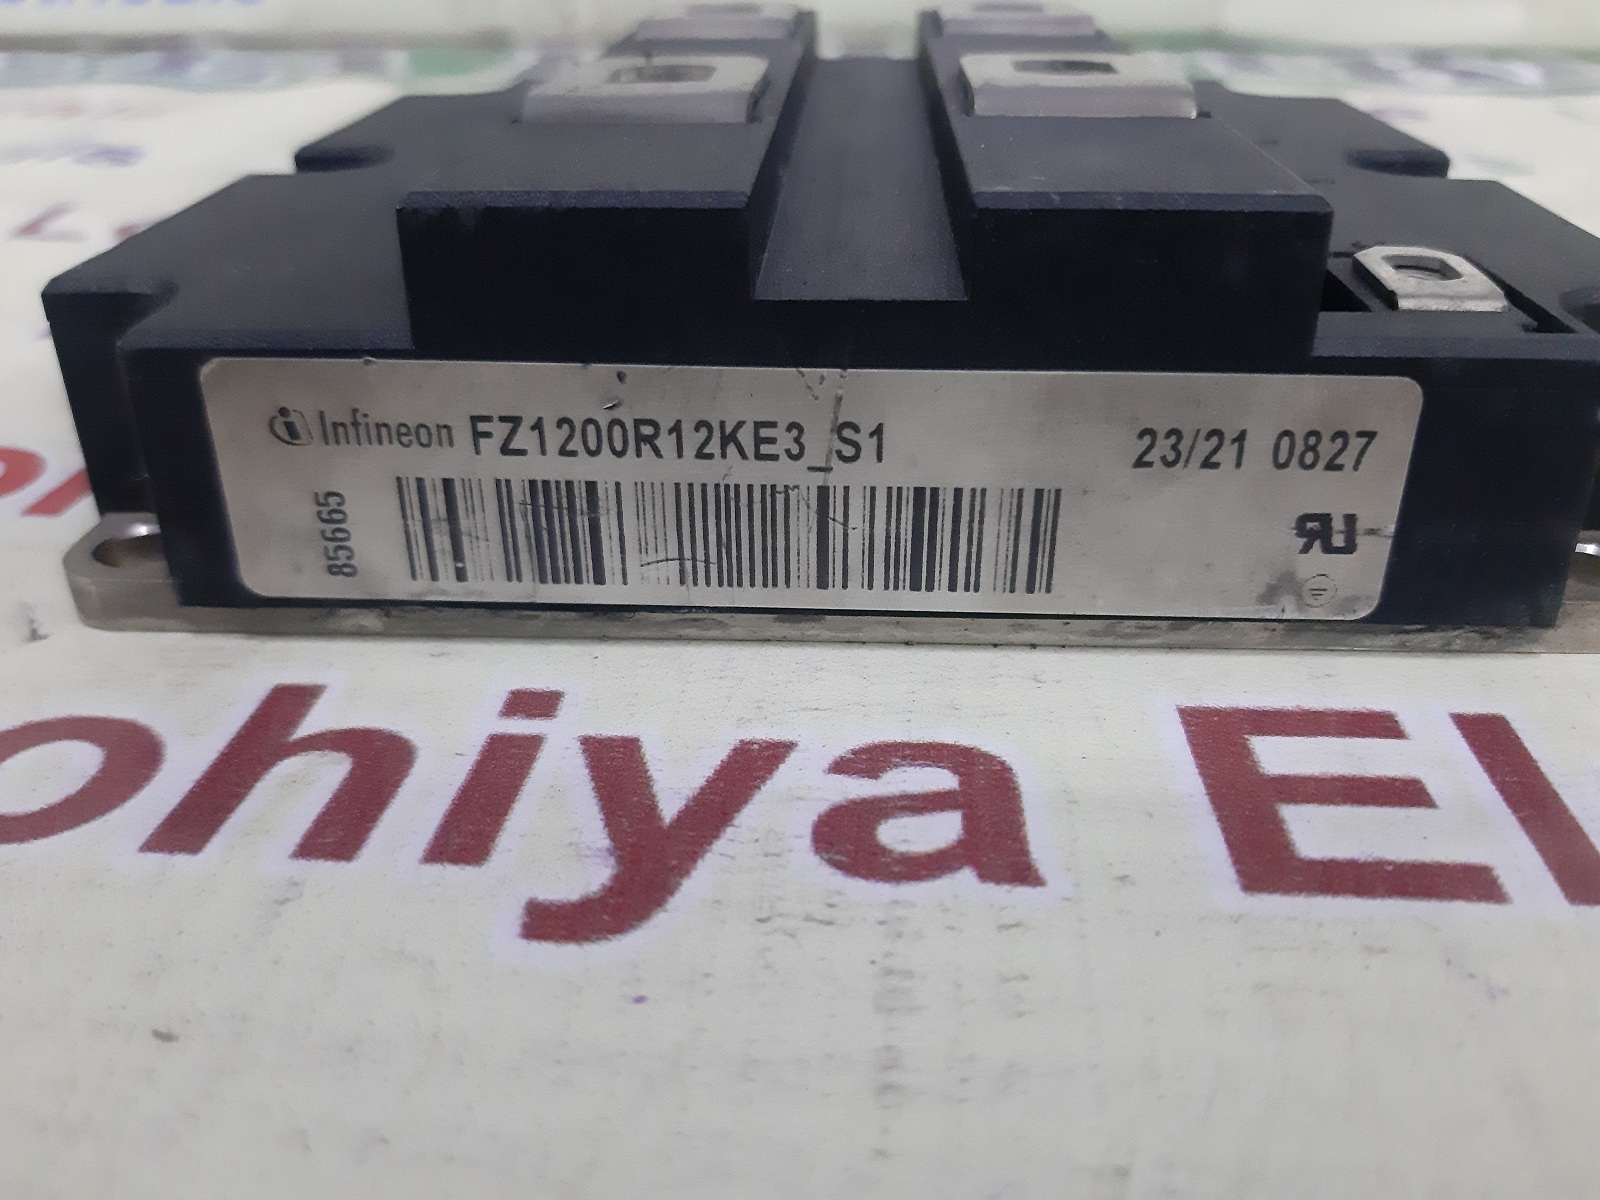 Infineon FZ1200R12KE3_S1 23/21 0827
85665
ohiya El